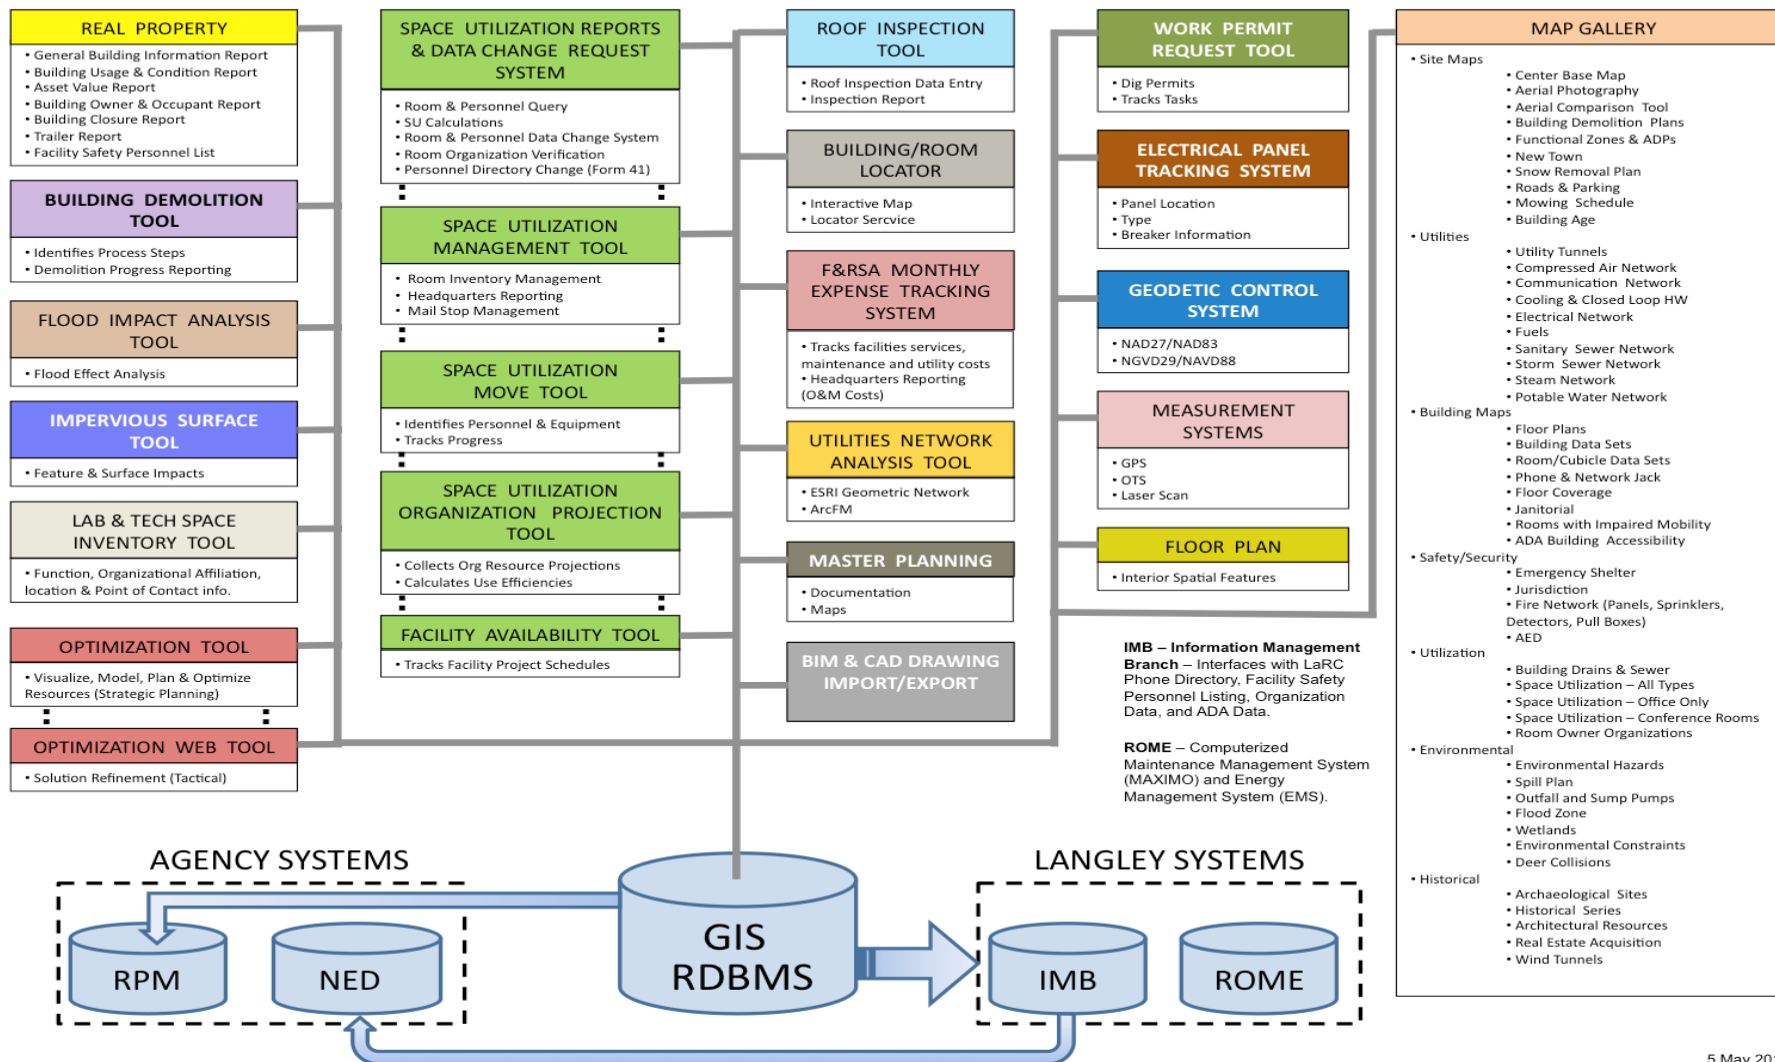 REAL PROPERTY
• General Building Information Report
• Building Usage & Condition Report
• Asset Value Report
• Building Owner & Occupant Report
• Building Closure Report
• Trailer Report
• Facility Safety Personnel List
BUILDING DEMOLITION
TOOL
• Identifies Process Steps
• Demolition Progress Reporting
FLOOD IMPACT ANALYSIS
TOOL
• Flood Effect Analysis
IMPERVIOUS SURFACE
TOOL
• Feature & Surface Impacts
LAB & TECH SPACE
INVENTORY TOOL
• Function, Organizational Affiliation,
location & Point of Contact info.
OPTIMIZATION TOOL
• Visualize, Model, Plan & Optimize
Resources (Strategic Planning)
OPTIMIZATION WEB TOOL
• Solution Refinement (Tactical)
SPACE UTILIZATION REPORTS
& DATA CHANGE REQUEST
SYSTEM
• Room & Personnel Query
• SU Calculations
• Room & Personnel Data Change System
• Room Organization Verification
• Personnel Directory Change (Form 41)
SPACE UTILIZATION
MANAGEMENT TOOL
• Room Inventory Management
• Headquarters Reporting
• Mail Stop Management
SPACE UTILIZATION
MOVE TOOL
• Identifies Personnel & Equipment
• Tracks Progress
SPACE UTILIZATION
ORGANIZATION PROJECTION
TOOL
• Collects Org Resource Projections
• Calculates Use Efficiencies
FACILITY AVAILABILITY TOOL
• Tracks Facility Project Schedules
ROOF INSPECTION
TOOL
• Roof Inspection Data Entry
• Inspection Report
BUILDING/ROOM
LOCATOR
• Interactive Map
• Locator Sercvice
F&RSA MONTHLY
EXPENSE TRACKING
SYSTEM
• Tracks facilities services,
maintenance and utility costs
• Headquarters Reporting
(O&M Costs)
UTILITIES NETWORK
ANALYSIS TOOL
• ESRI Geometric Network
• ArcFM
MASTER PLANNING
• Documentation
• Maps
BIM & CAD DRAWING
IMPORT/EXPORT
WORK PERMIT
REQUEST TOOL
• Dig Permits
• Tracks Tasks
ELECTRICAL PANEL
TRACKING SYSTEM
• Panel Location
• Type
• Breaker Information
GEODETIC CONTROL
SYSTEM
• NAD27/NAD83
• NGVD29/NAVD88
MEASUREMENT
SYSTEMS
• GPS
• OTS
• Laser Scan
FLOOR PLAN
• Interior Spatial Features
IMB – Information Management
Branch – Interfaces with LaRC
Phone Directory, Facility Safety
Personnel Listing, Organization
Data, and ADA Data.
ROME – Computerized
Maintenance Management System
(MAXIMO) and Energy
Management System (EMS).
MAP GALLERY
• Site Maps
• Center Base Map
• Aerial Photography
• Aerial Comparison Tool
• Building Demolition Plans
• Functional Zones & ADPs
• New Town
• Snow Removal Plan
• Roads & Parking
• Mowing Schedule
• Building Age
• Utilities
• Utility Tunnels
• Compressed Air Network
• Communication Network
• Cooling & Closed Loop HW
• Electrical Network
• Fuels
• Sanitary Sewer Network
• Storm Sewer Network
• Steam Network
• Potable Water Network
• Building Maps
• Floor Plans
• Building Data Sets
• Room/Cubicle Data Sets
• Phone & Network Jack
• Floor Coverage
• Janitorial
• Rooms with Impaired Mobility
• ADA Building Accessibility
• Safety/Security
• Emergency Shelter
• Jurisdiction
• Fire Network (Panels, Sprinklers,
Detectors, Pull Boxes)
• AED
• Utilization
• Building Drains & Sewer
• Space Utilization – All Types
• Space Utilization – Office Only
• Space Utilization – Conference Rooms
• Room Owner Organizations
• Environmental
• Environmental Hazards
• Spill Plan
• Outfall and Sump Pumps
• Flood Zone
• Wetlands
• Environmental Constraints
• Deer Collisions
• Historical
• Archaeological Sites
• Historical Series
• Architectural Resources
• Real Estate Acquisition
• Wind Tunnels
AGENCY SYSTEMS
RPM
NED
GIS
RDBMS
LANGLEY SYSTEMS
IMB
ROME
5 May